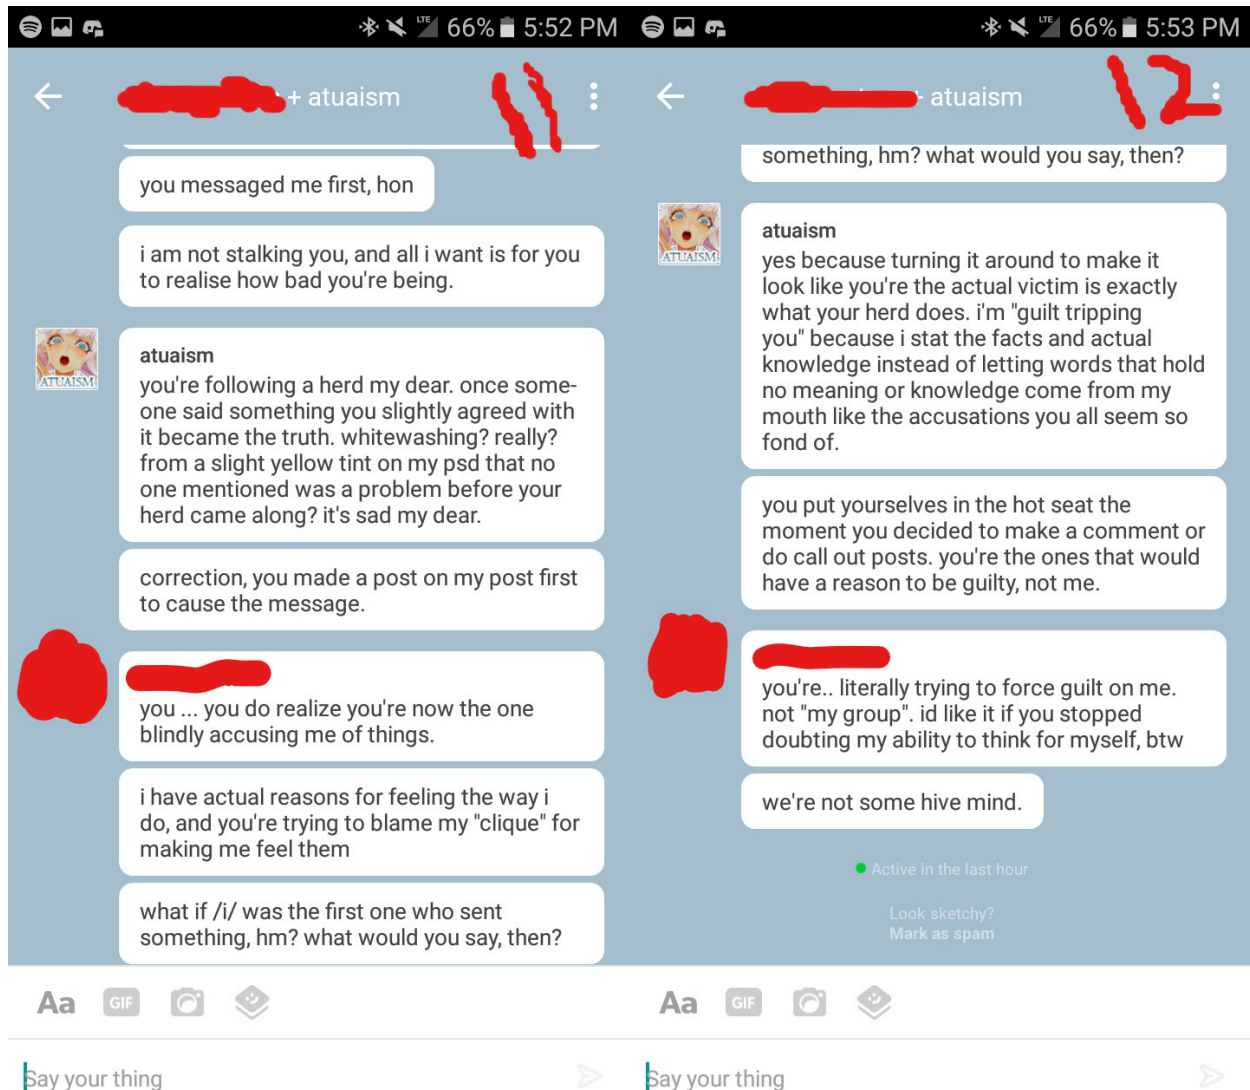 LTE 66% 5:52 PM
+ atuaism
11
you messaged me first, hon
i am not stalking you, and all i want is for you
to realise how bad you're being.
ATUAISM
atuaism
you're following a herd my dear. once some-
one said something you slightly agreed with
it became the truth. whitewashing? really?
from a slight yellow tint on my psd that no
one mentioned was a problem before your
herd came along? it's sad my dear.
correction, you made a post on my post first
to cause the message.
you ... you do realize you're now the one
blindly accusing me of things.
i have actual reasons for feeling the way i
do, and you're trying to blame my "clique" for
making me feel them
what if /i/ was the first one who sent
something, hm? what would you say, then?
Aa GIF
Say your thing
LTE 66% 5:53 PM
+ atuaism
12
something, hm? what would you say, then?
ATUAISM
atuaism
yes because turning it around to make it
look like you're the actual victim is exactly
what your herd does. i'm "guilt tripping
you" because i stat the facts and actual
knowledge instead of letting words that hold
no meaning or knowledge come from my
mouth like the accusations you all seem so
fond of.
you put yourselves in the hot seat the
moment you decided to make a comment or
do call out posts. you're the ones that would
have a reason to be guilty, not me.
you're.. literally trying to force guilt on me.
not "my group". id like it if you stopped
doubting my ability to think for myself, btw
we're not some hive mind.
Active in the last hour
Look sketchy?
Mark as spam
Aa GIF
Say your thing